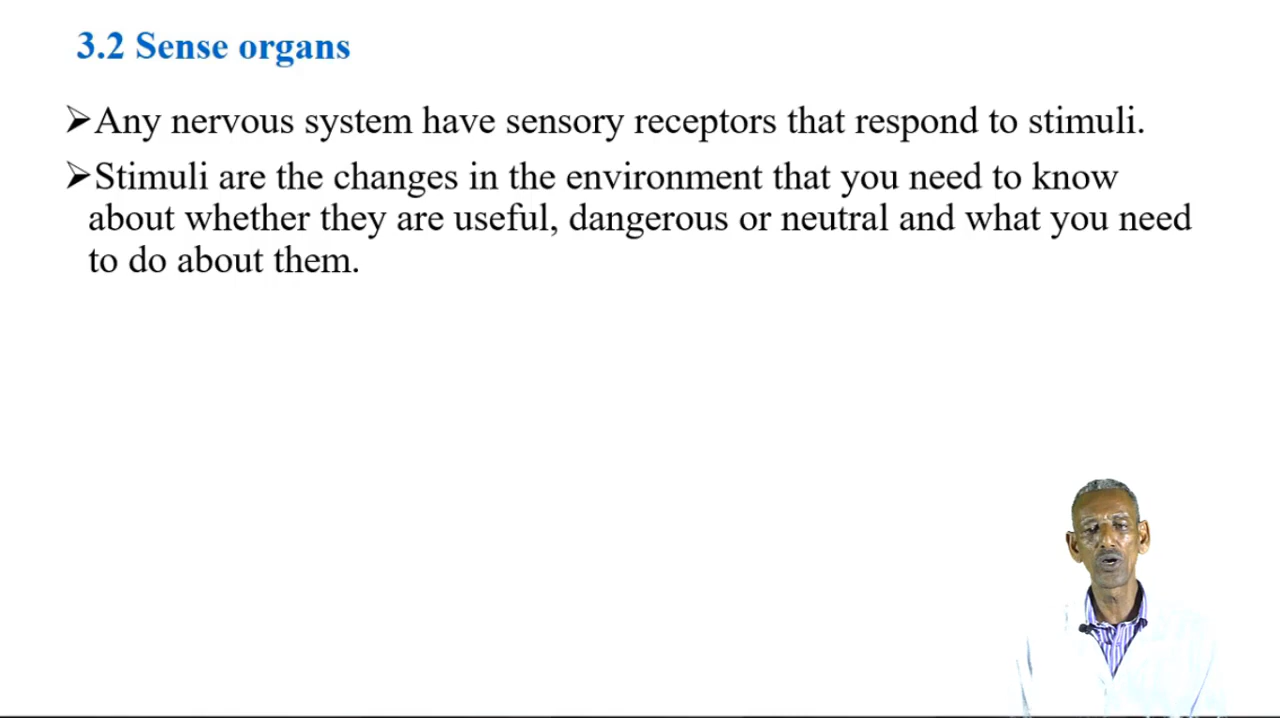 3.2 Sense organs
➢Any nervous system have sensory receptors that respond to stimuli.
➢Stimuli are the changes in the environment that you need to know
about whether they are useful, dangerous or neutral and what you need
to do about them.